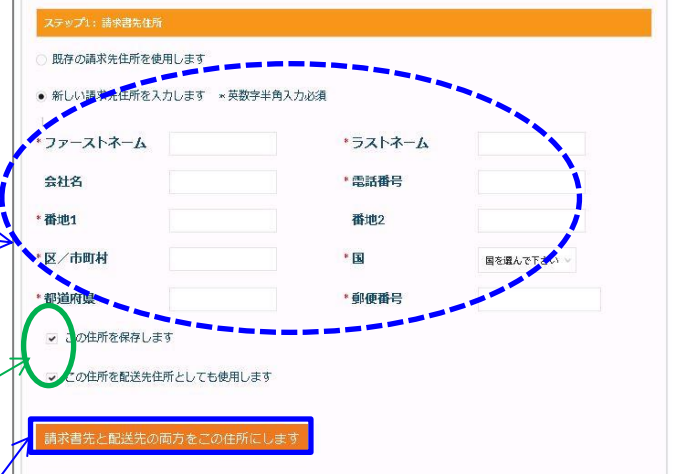 ステップ1: 請求書先住所
既存の請求先住所を使用します
新しい請求先住所を入力します *英数字半角入力必須
*ファーストネーム *ラストネーム
会社名 *電話番号
*番地1 番地2
*区/市町村 *国 国を選んで下さい
*都道府県 *郵便番号
この住所を保存します
この住所を配送先住所としても使用します
請求書先と配送先の両方をこの住所にします